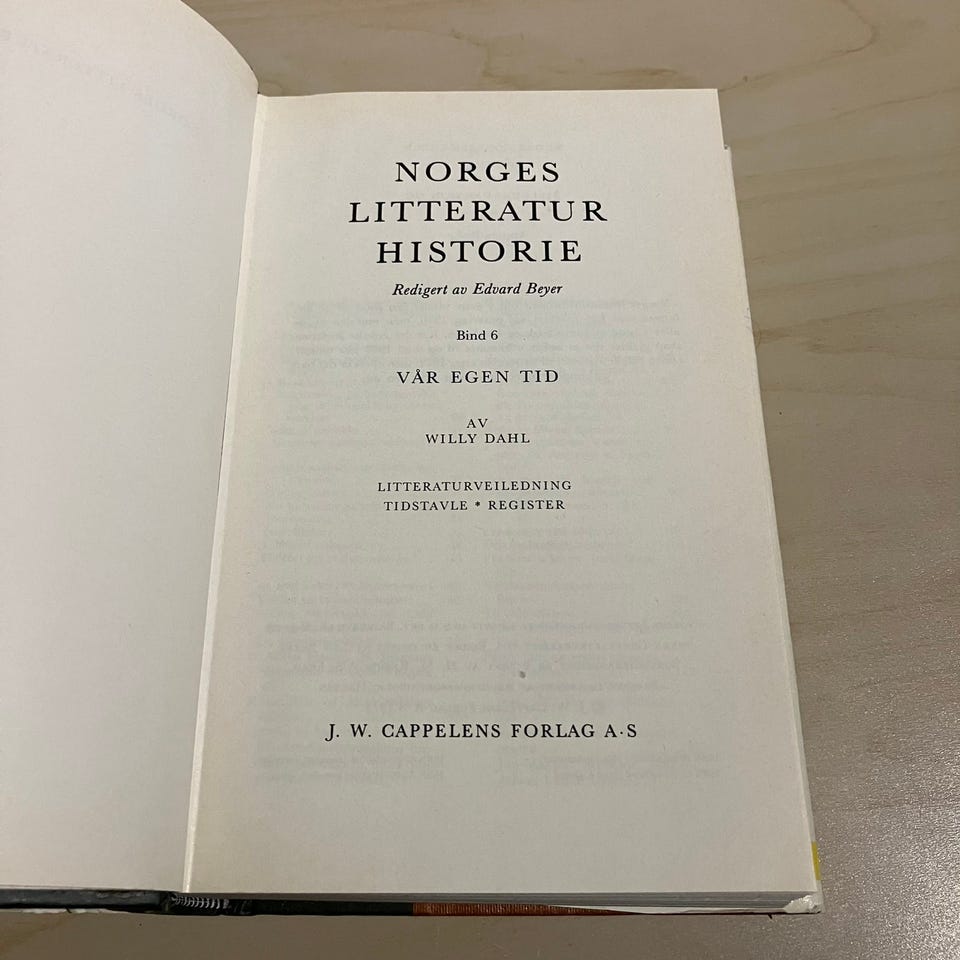 NORGES
LITTERATUR
HISTORIE
Redigert av Edvard Beyer
Bind 6
VÅR EGEN TID
AV
WILLY DAHL
LITTERATURVEILEDNING
TIDSTAVLE * REGISTER
J. W. CAPPELENS FORLAG A·S